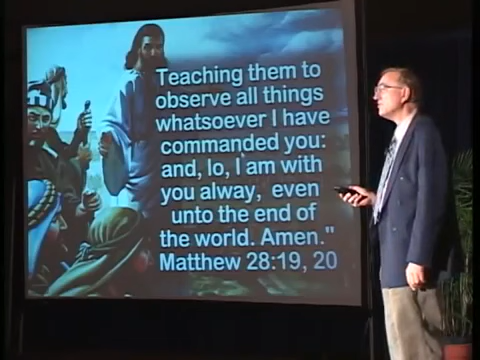 Teaching them to
observe all things
whatsoever I have
commanded you:
and, lo, I am with
you alway, even
unto the end of
the world. Amen."
Matthew 28:19, 20